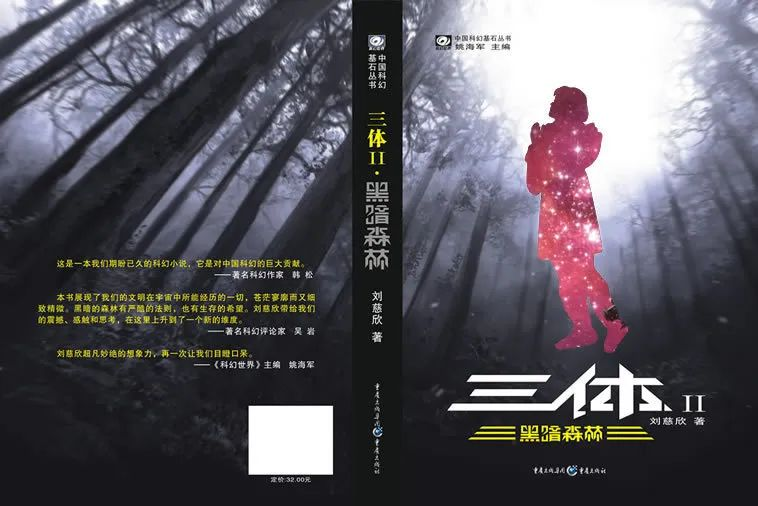 这是一本我们期盼已久的科幻小说，它是对中国科幻的巨大贡献。
——著名科幻作家 韩 松
本书展现了我们的文明在宇宙中所能经历的一切，苍茫寥廓而又细
致精微。黑暗的森林有严酷的法则，也有生存的希望。刘慈欣带给我们
的震撼、感触和思考，在这里上升到了一个新的维度。
——著名科幻评论家 吴 岩
刘慈欣超凡妙绝的想象力，再一次让我们目瞪口呆。
——《科幻世界》主编 姚海军
定价:32.00元
中国科幻
基石丛书
三体II·黑暗森林
刘慈欣 著
重庆出版集团
重庆出版社
中国科幻基石丛书
姚海军 主编
三体 II
刘慈欣 著
黑暗森林
重庆出版集团 重庆出版社